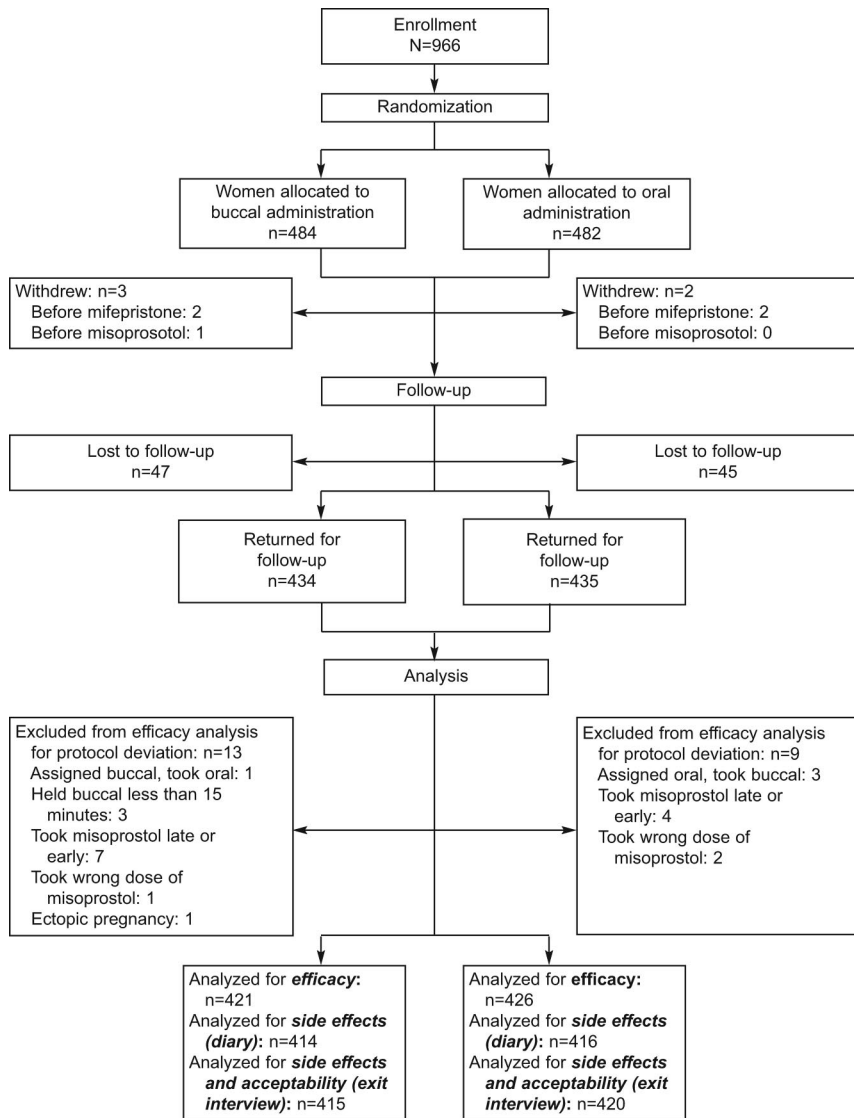 Enrollment
N=966
Randomization
Women allocated to
buccal administration
n=484
Women allocated to oral
administration
n=482
Withdrew: n=3
Before mifepristone: 2
Before misoprosotol: 1
Withdrew: n=2
Before mifepristone: 2
Before misoprosotol: 0
Follow-up
Lost to follow-up
n=47
Lost to follow-up
n=45
Returned for
follow-up
n=434
Returned for
follow-up
n=435
Analysis
Excluded from efficacy analysis
for protocol deviation: n=13
Assigned buccal, took oral: 1
Held buccal less than 15
minutes: 3
Took misoprostol late or
early: 7
Took wrong dose of
misoprostol: 1
Ectopic pregnancy: 1
Excluded from efficacy analysis
for protocol deviation: n=9
Assigned oral, took buccal: 3
Took misoprostol late or
early: 4
Took wrong dose of
misoprostol: 2
Analyzed for efficacy:
n=421
Analyzed for side effects
(diary): n=414
Analyzed for side effects
and acceptability (exit
interview): n=415
Analyzed for efficacy:
n=426
Analyzed for side effects
(diary): n=416
Analyzed for side effects
and acceptability (exit
interview): n=420